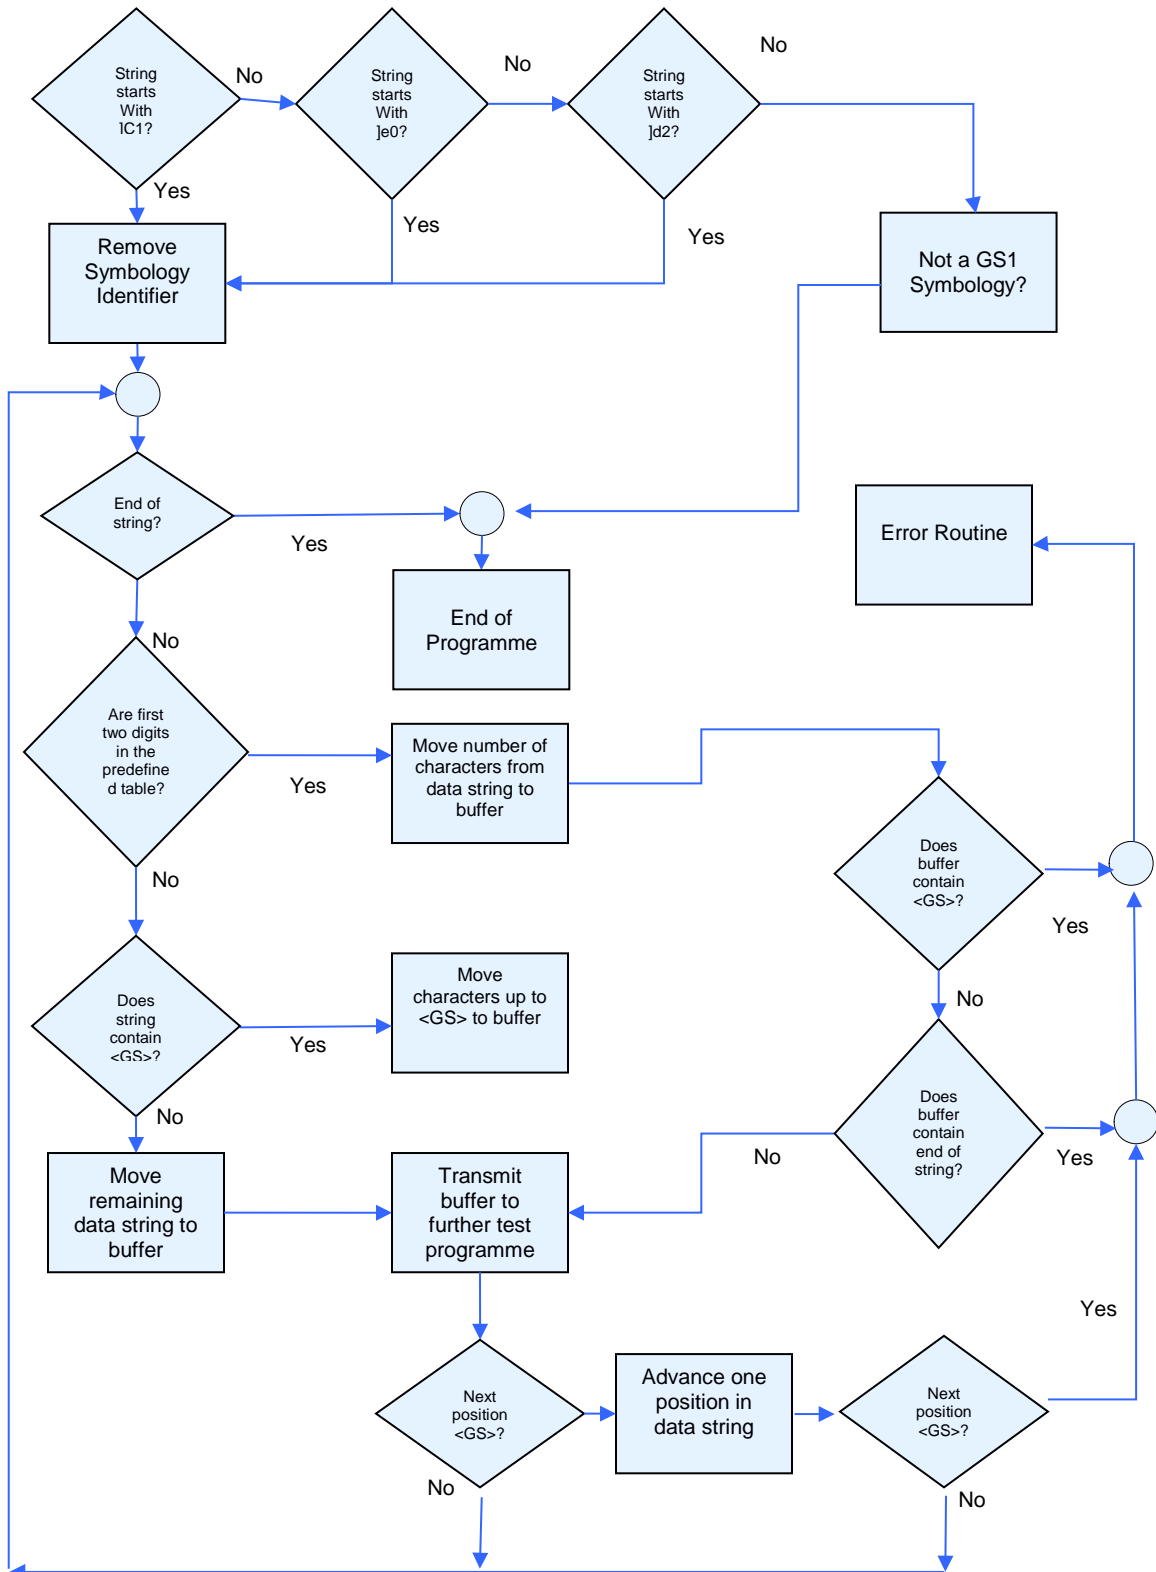 String
starts
With
]C1?
No
String
starts
With
]e0?
No
String
starts
With
]d2?
No
Yes
Yes
Yes
Remove
Symbology
Identifier
Not a GS1
Symbology?
End of
string?
Yes
Error Routine
End of
Programme
No
Are first
two digits
in the
predefine
d table?
Yes
Move number of
characters from
data string to
buffer
Does
buffer
contain
<GS>?
Yes
No
No
Does
string
contain
<GS>?
Yes
Move
characters up to
<GS> to buffer
No
Does
buffer
contain
end of
string?
Yes
No
Move
remaining
data string to
buffer
Transmit
buffer to
further test
programme
Yes
Next
position
<GS>?
Advance one
position in
data string
Next
position
<GS>?
No
No